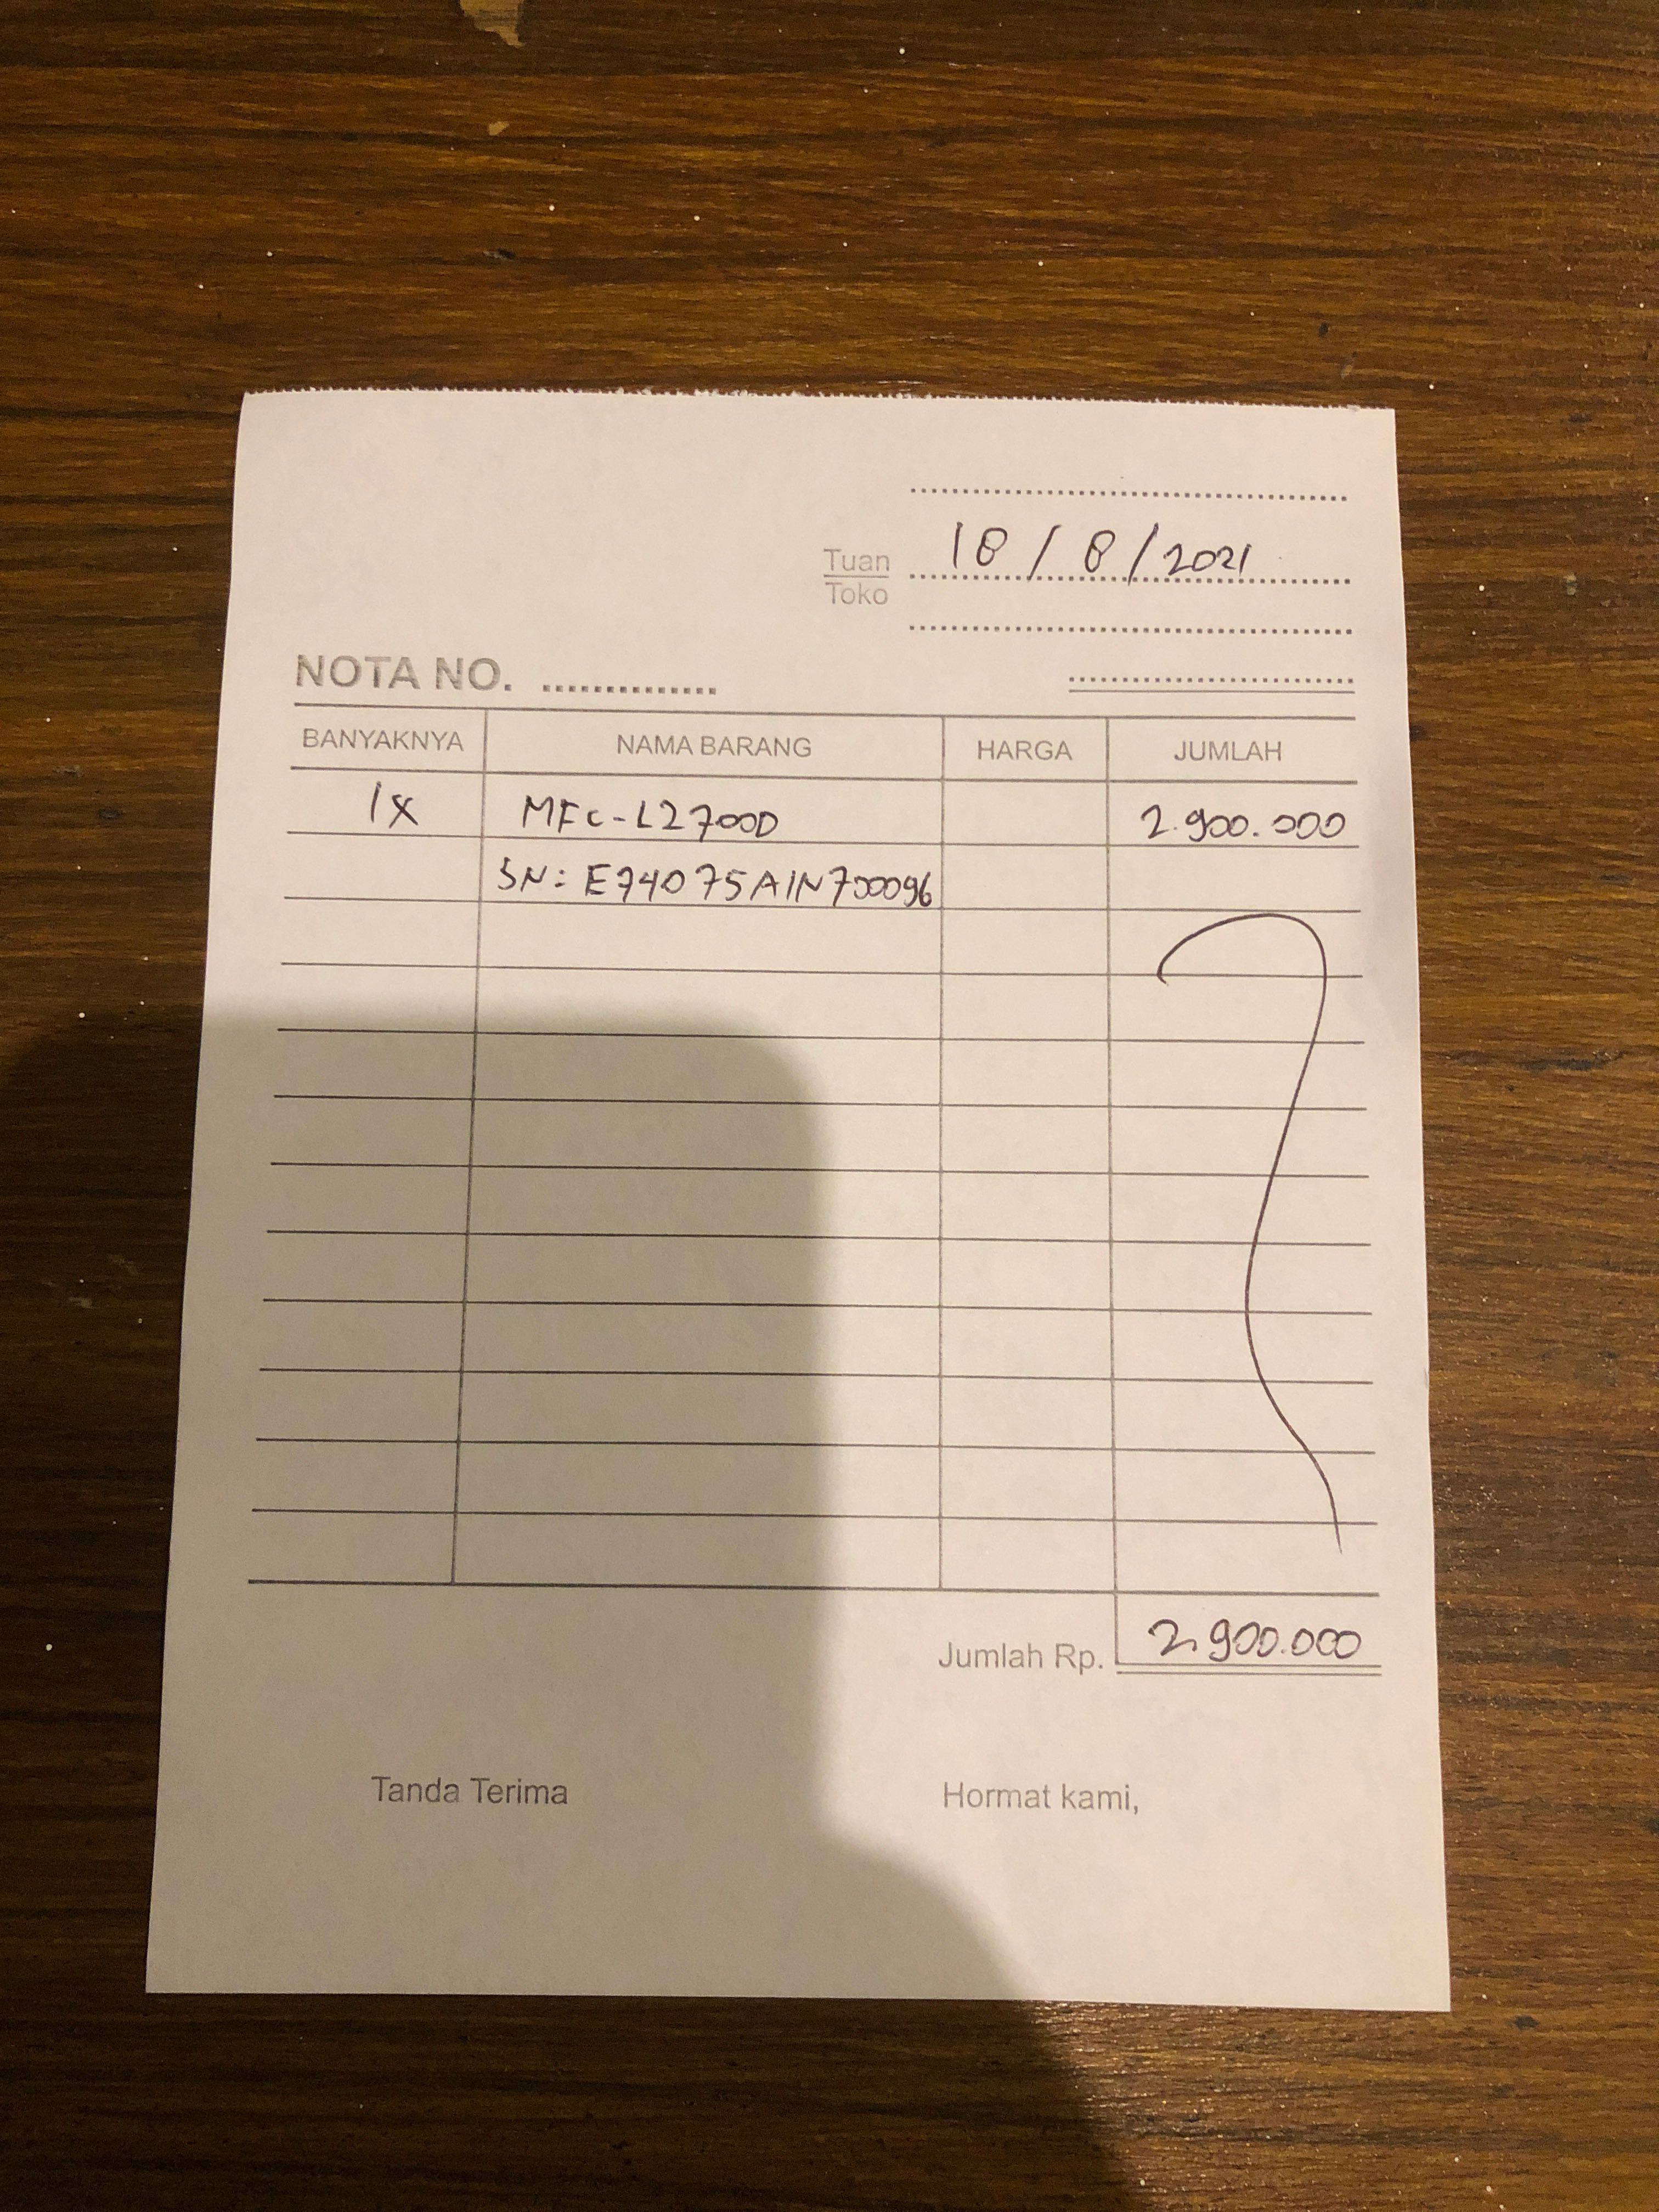 18/8/2021
Tuan
Toko
NOTA NO. ..............
BANYAKNYA NAMA BARANG HARGA JUMLAH
1x MFC-L2700D 2.900.000
SN: E74075A1N700096
Jumlah Rp. 2.900.000
Tanda Terima Hormat kami,